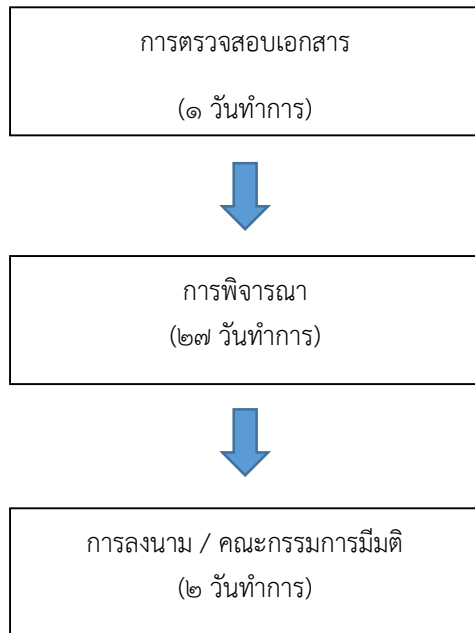 การตรวจสอบเอกสาร
(๑ วันทำการ)
การพิจารณา
(๒๗ วันทำการ)
การลงนาม / คณะกรรมการมีมติ
(๒ วันทำการ)